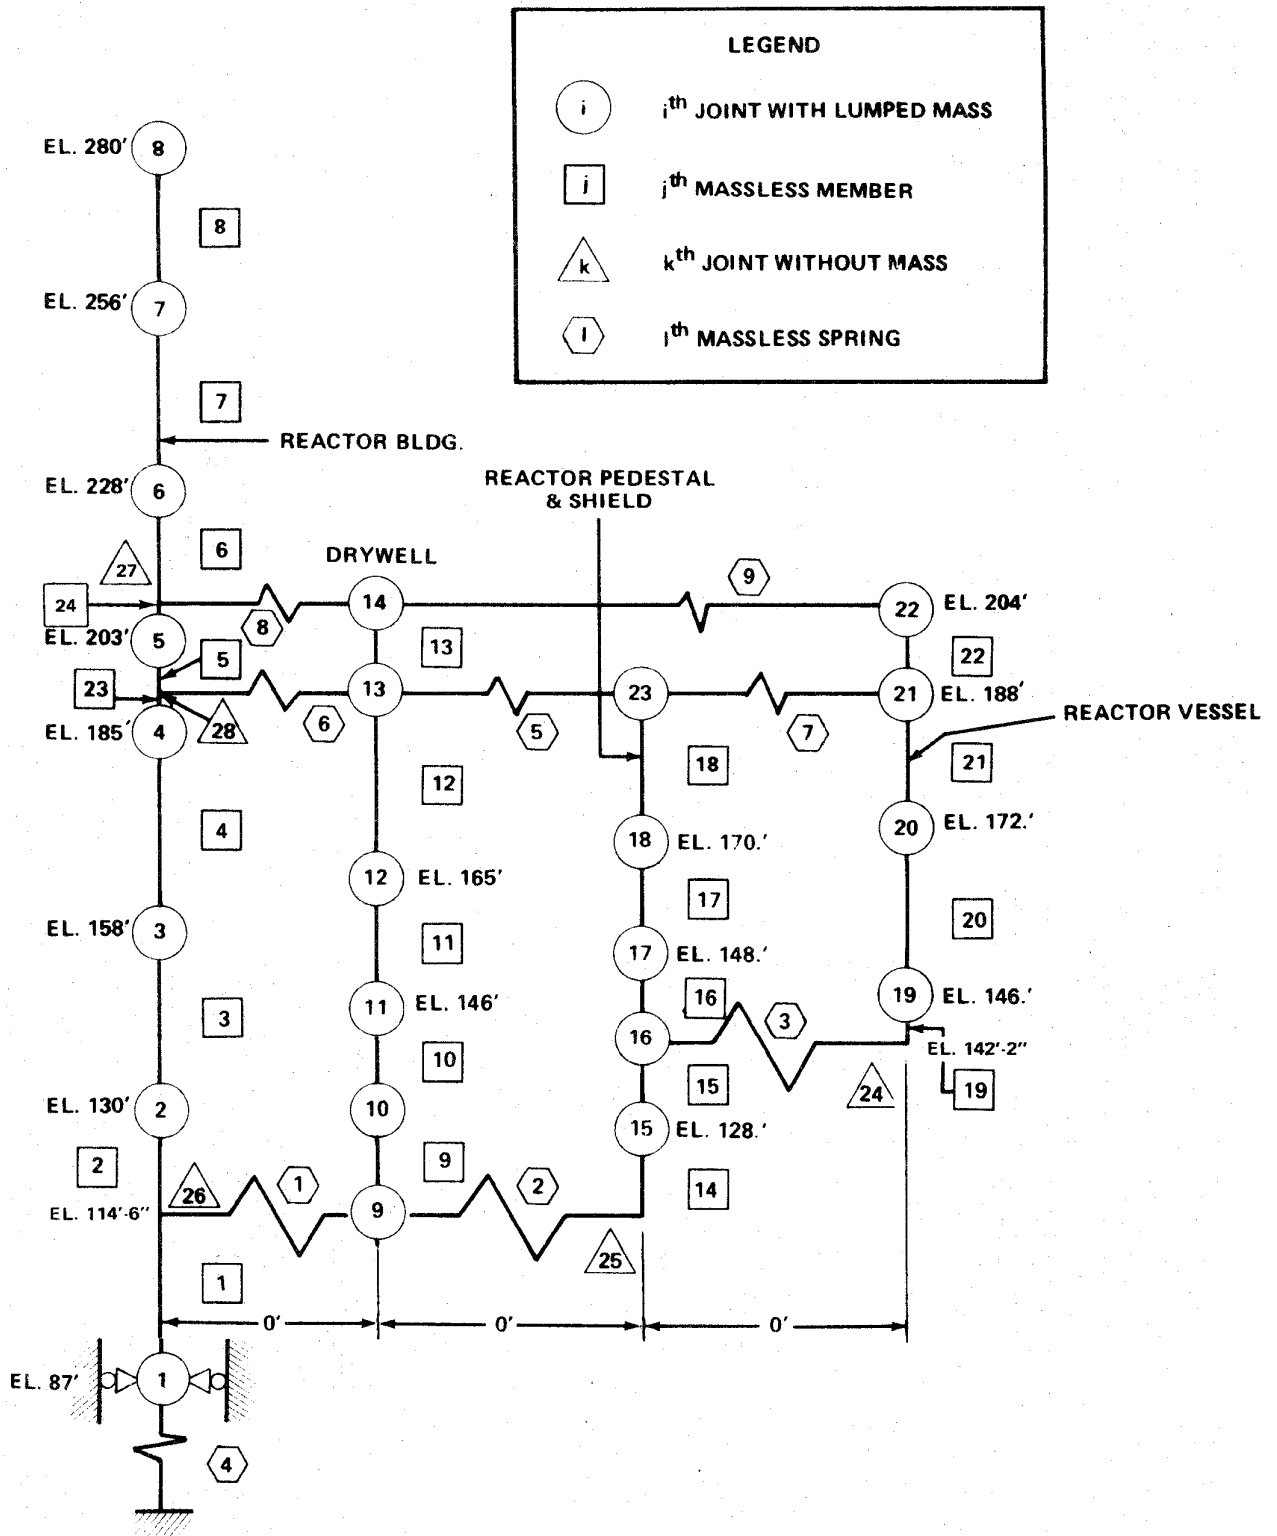 LEGEND
i ith JOINT WITH LUMPED MASS
j jth MASSLESS MEMBER
k kth JOINT WITHOUT MASS
l lth MASSLESS SPRING
EL. 280' 8
8
EL. 256' 7
7
REACTOR BLDG.
REACTOR PEDESTAL
& SHIELD
EL. 228' 6
6
DRYWELL
27
9
24
14
22 EL. 204'
8
EL. 203' 5
5
13
22
23
13
23
21 EL. 188'
28
6
5
7
REACTOR VESSEL
EL. 185' 4
18
21
12
4
20 EL. 172.'
18 EL. 170.'
12 EL. 165'
17
20
EL. 158' 3
11
17 EL. 148.'
11 EL. 146'
16
19 EL. 146.'
3
3
16
EL. 142'-2"
10
15
24
19
EL. 130' 2
10
15 EL. 128.'
2
9
26
1
2
14
EL. 114'-6"
9
25
1
0' 0' 0'
EL. 87' 1
4